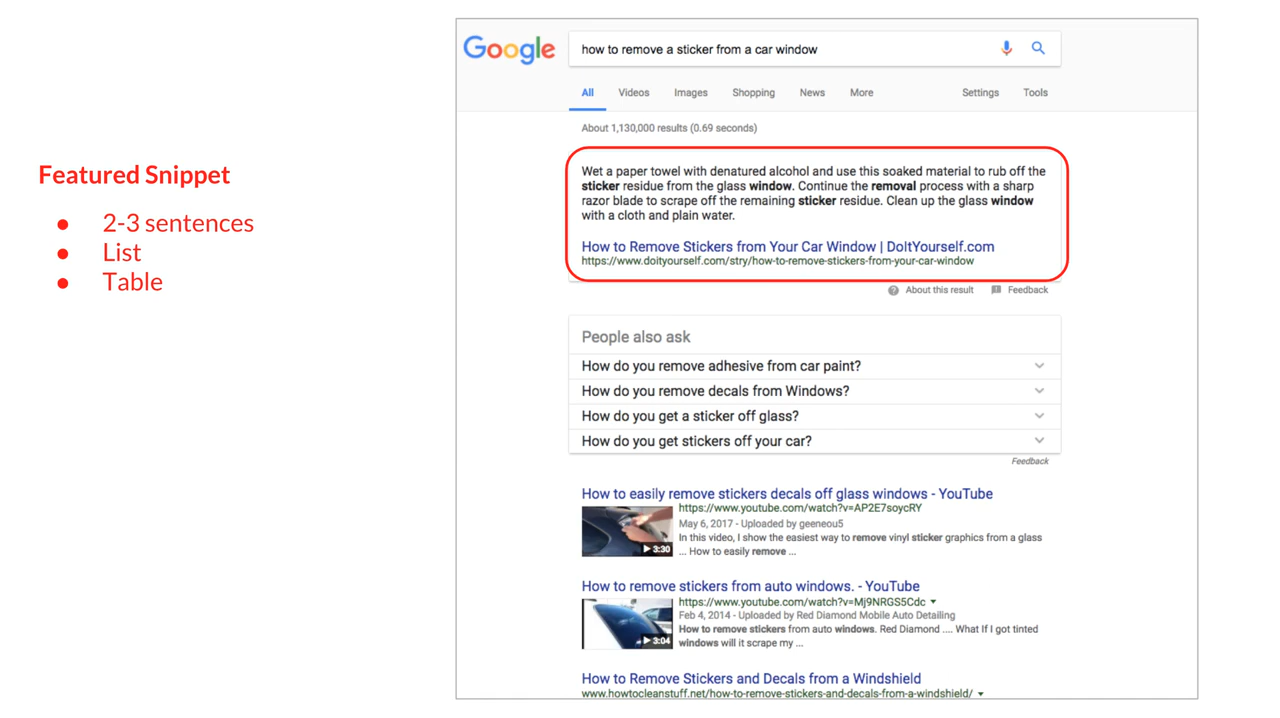 Featured Snippet
● 2-3 sentences
● List
● Table
Google
how to remove a sticker from a car window
All Videos Images Shopping News More Settings Tools
About 1,130,000 results (0.69 seconds)
Wet a paper towel with denatured alcohol and use this soaked material to rub off the
sticker residue from the glass window. Continue the removal process with a sharp
razor blade to scrape off the remaining sticker residue. Clean up the glass window
with a cloth and plain water.
How to Remove Stickers from Your Car Window | DoItYourself.com
https://www.doityourself.com/stry/how-to-remove-stickers-from-your-car-window
About this result Feedback
People also ask
How do you remove adhesive from car paint?
How do you remove decals from Windows?
How do you get a sticker off glass?
How do you get stickers off your car?
Feedback
How to easily remove stickers decals off glass windows - YouTube
https://www.youtube.com/watch?v=AP2E7soycRY
May 6, 2017 - Uploaded by geeneou5
In this video, I show the easiest way to remove vinyl sticker graphics from a glass
... How to easily remove ...
3:30
How to remove stickers from auto windows. - YouTube
https://www.youtube.com/watch?v=Mj9NRGS5Cdc
Feb 4, 2014 - Uploaded by Red Diamond Mobile Auto Detailing
How to remove stickers from auto windows. Red Diamond .... What If I got tinted
windows will it scrape my ...
3:04
How to Remove Stickers and Decals from a Windshield
www.howtocleanstuff.net/how-to-remove-stickers-and-decals-from-a-windshield/